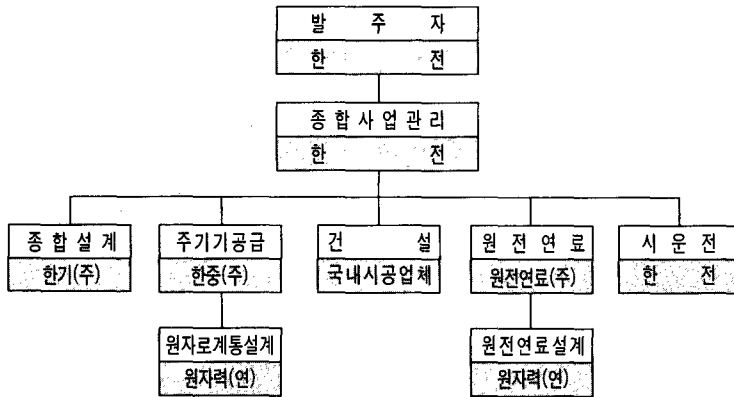 발 주 자
한 전
종합사업관리
한 전
종합설계
한기(주)
주기기공급
한중(주)
건 설
국내시공업체
원전연료
원전연료(주)
시운전
한 전
원자로계통설계
원자력(연)
원전연료설계
원자력(연)